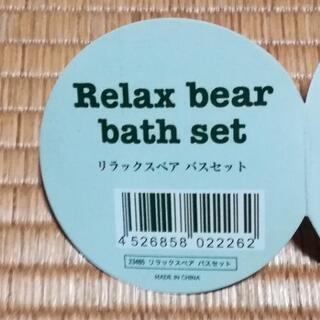 Relax bear
bath set
リラックスベア バスセット
4 526858 022262
23465 リラックスベア バスセット
MADE IN CHINA